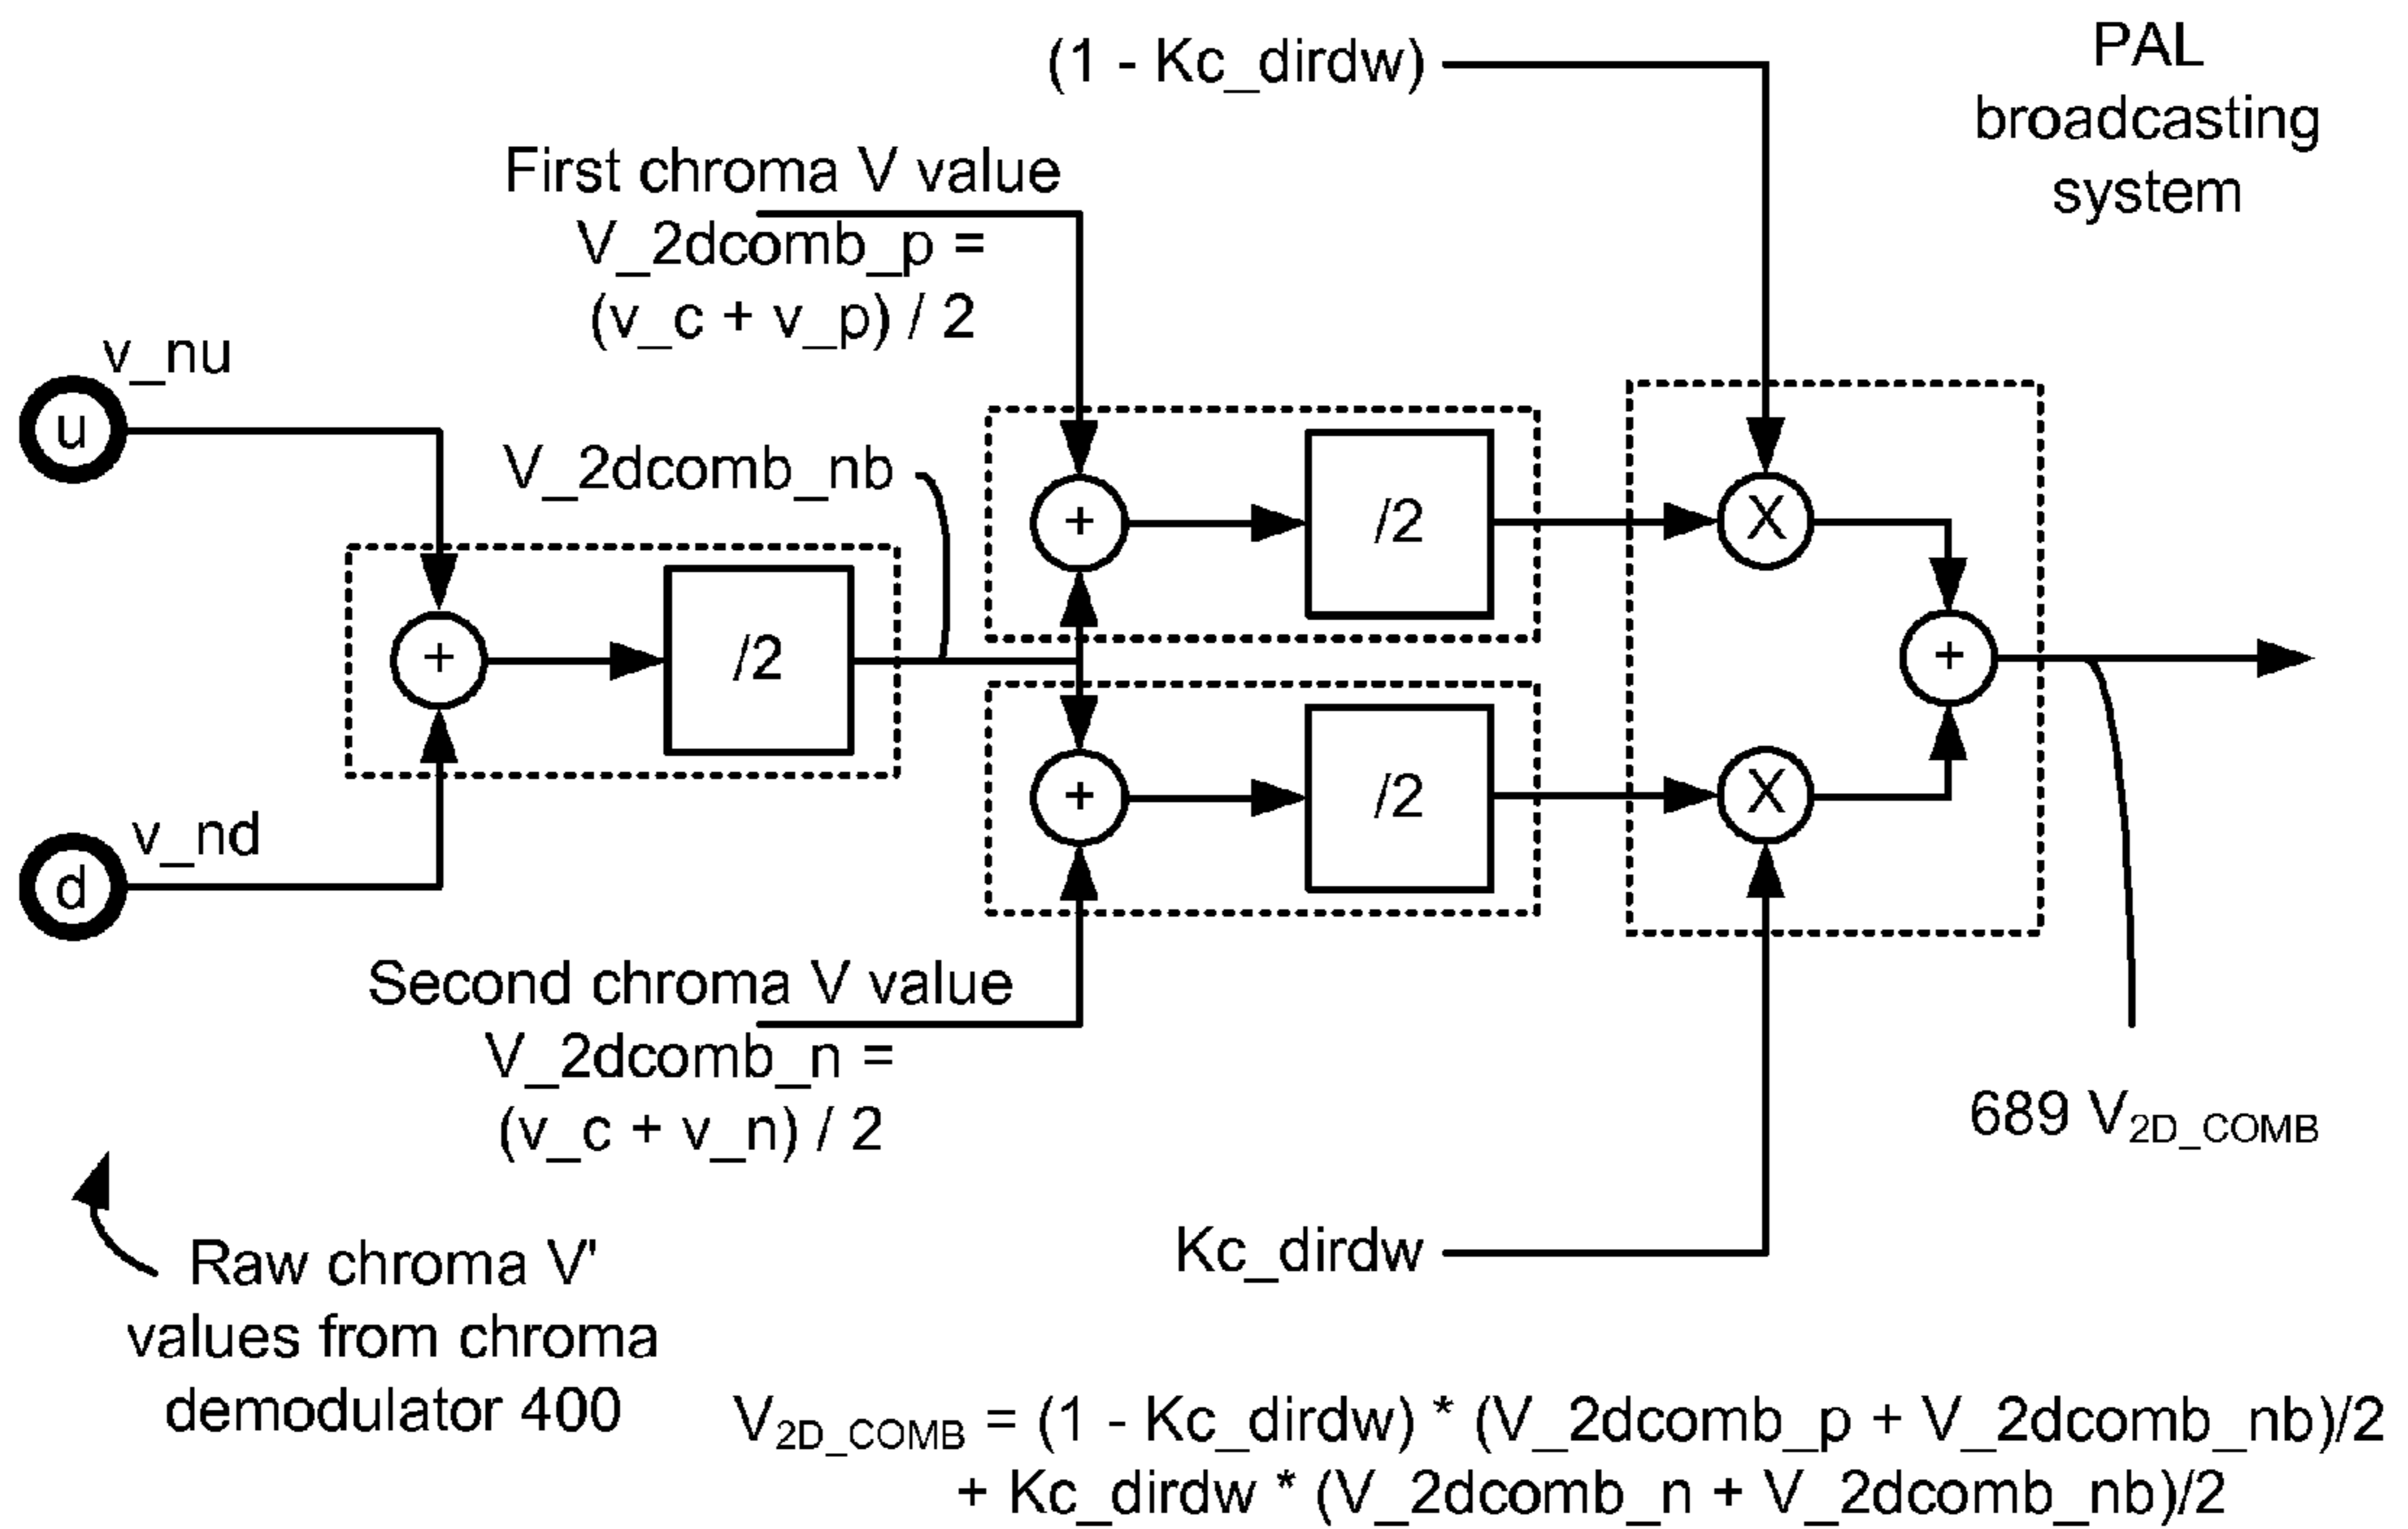 (1 - Kc_dirdw)
PAL
broadcasting
system
First chroma V value
V_2dcomb_p =
(v_c + v_p) / 2
v_nu
u
V_2dcomb_nb
+
/2
X
+
/2
+
+
/2
X
v_nd
d
Second chroma V value
V_2dcomb_n =
(v_c + v_n) / 2
689 V2D_COMB
Kc_dirdw
Raw chroma V'
values from chroma
demodulator 400
V2D_COMB = (1 - Kc_dirdw) * (V_2dcomb_p + V_2dcomb_nb)/2
+ Kc_dirdw * (V_2dcomb_n + V_2dcomb_nb)/2